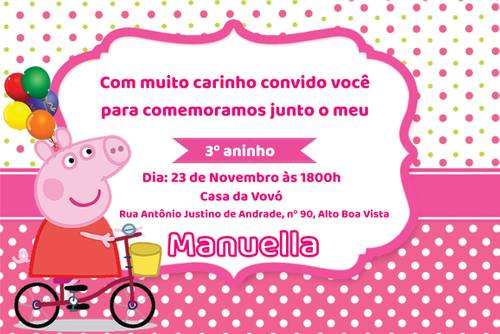 Com muito carinho convido você
para comemoramos junto o meu
3º aninho
Dia: 23 de Novembro às 1800h
Casa da Vovó
Rua Antônio Justino de Andrade, nº 90, Alto Boa Vista
Manuella